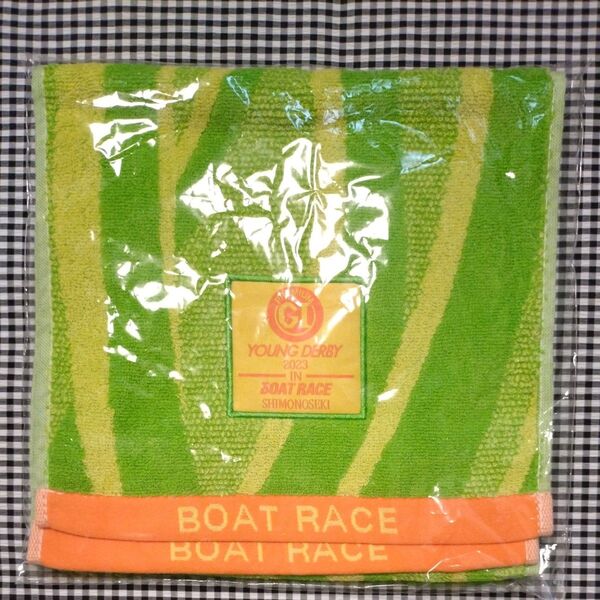 G1
YOUNG DERBY
2023
IN
BOAT RACE
SHIMONOSEKI
BOAT RACE
BOAT RACE